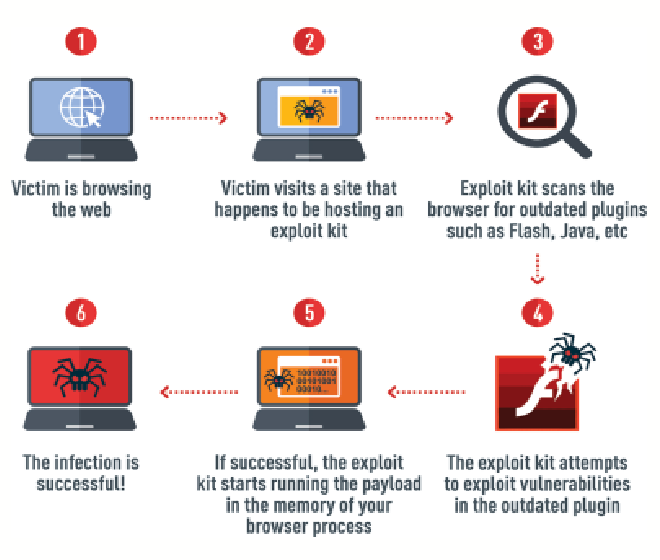 1
2
3
Victim is browsing
the web
Victim visits a site that
happens to be hosting an
exploit kit
Exploit kit scans the
browser for outdated plugins
such as Flash, Java, etc
6
5
4
10010010
00101001
00010...
The infection is
successful!
If successful, the exploit
kit starts running the payload
in the memory of your
browser process
The exploit kit attempts
to exploit vulnerabilities
in the outdated plugin